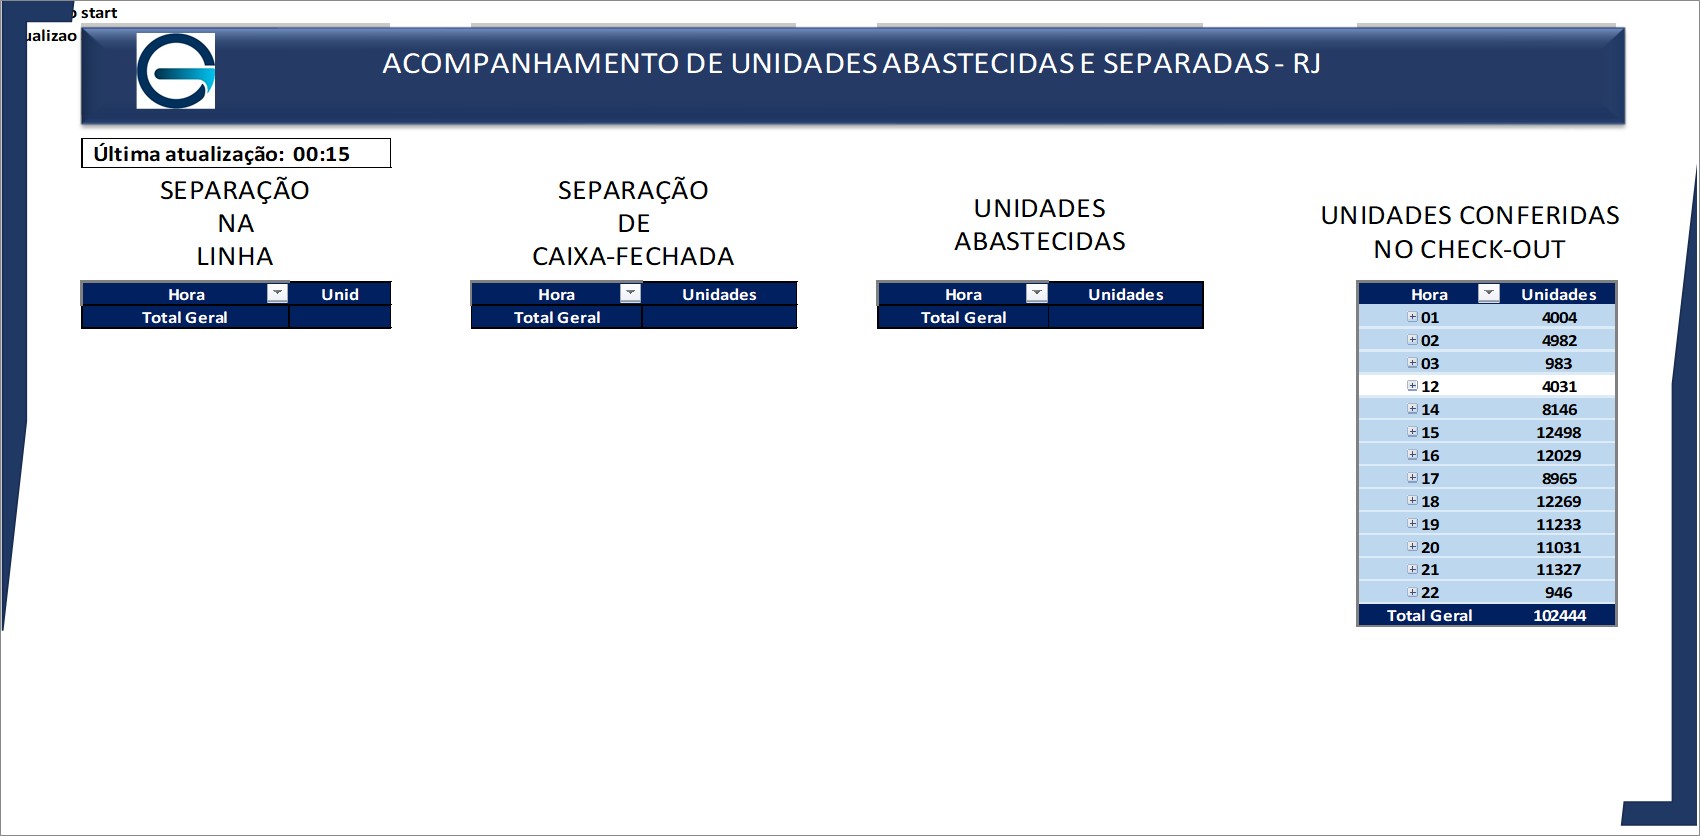 start
ACOMPANHAMENTO DE UNIDADES ABASTECIDAS E SEPARADAS - RJ
Última atualização: 00:15
SEPARAÇÃO
NA
LINHA
Hora Unid
Total Geral
SEPARAÇÃO
DE
CAIXA-FECHADA
Hora Unidades
Total Geral
UNIDADES
ABASTECIDAS
Hora Unidades
Total Geral
UNIDADES CONFERIDAS
NO CHECK-OUT
Hora Unidades
01 4004
02 4982
03 983
12 4031
14 8146
15 12498
16 12029
17 8965
18 12269
19 11233
20 11031
21 11327
22 946
Total Geral 102444